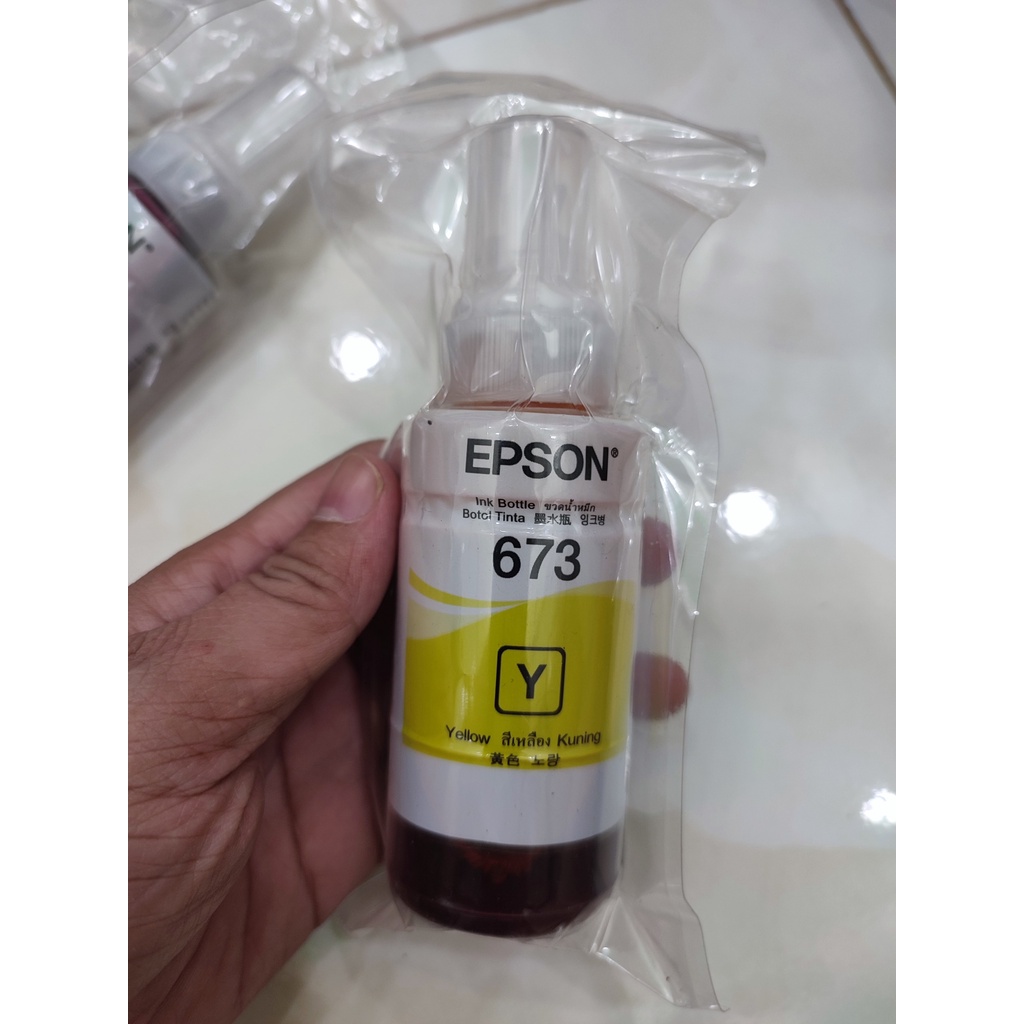 EPSON®
Ink Bottle ขวดน้ำหมึก
Botol Tinta 墨水瓶 잉크병
673
Y
Yellow สีเหลือง Kuning
黃色 노랑